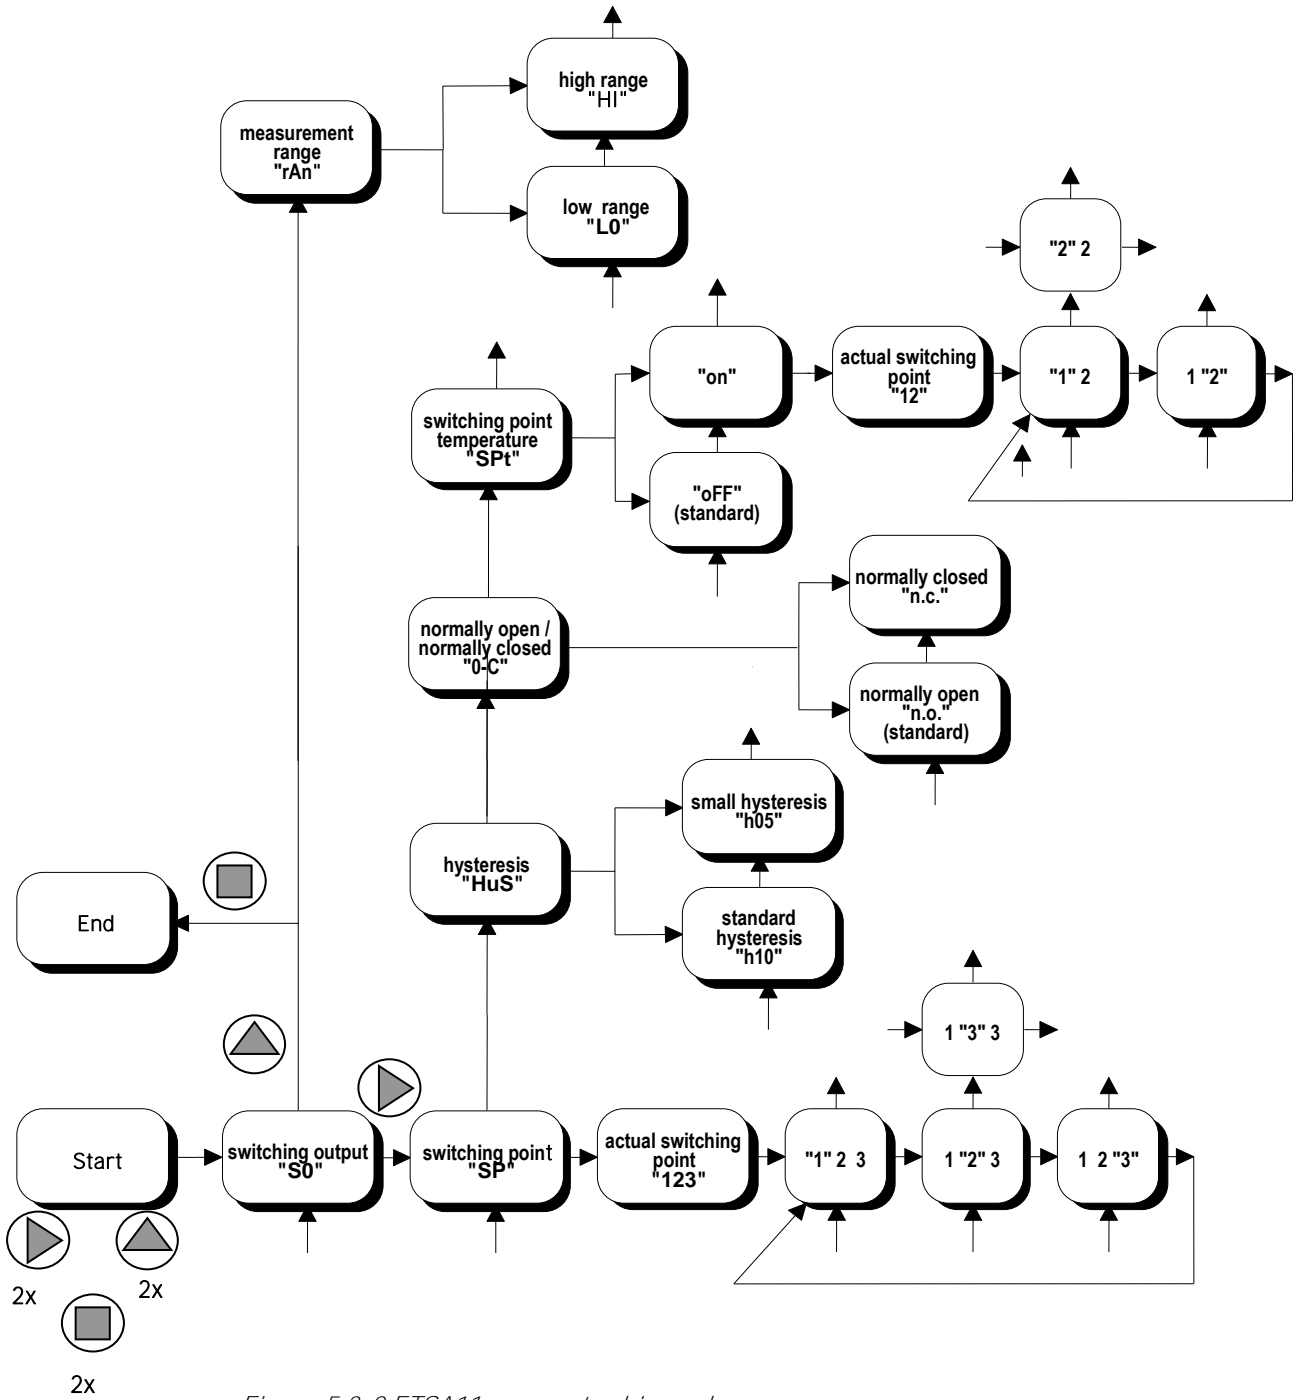 high range
"HI"
measurement
range
"rAn"
low range
"L0"
"2" 2
"on"
actual switching
point
"12"
"1" 2
1 "2"
switching point
temperature
"SPt"
"oFF"
(standard)
normally closed
"n.c."
normally open /
normally closed
"0-C"
normally open
"n.o."
(standard)
small hysteresis
"h05"
hysteresis
"HuS"
standard
hysteresis
"h10"
End
1 "3" 3
Start
switching output
"S0"
switching point
"SP"
actual switching
point
"123"
"1" 2 3
1 "2" 3
1 2 "3"
2x
2x
2x